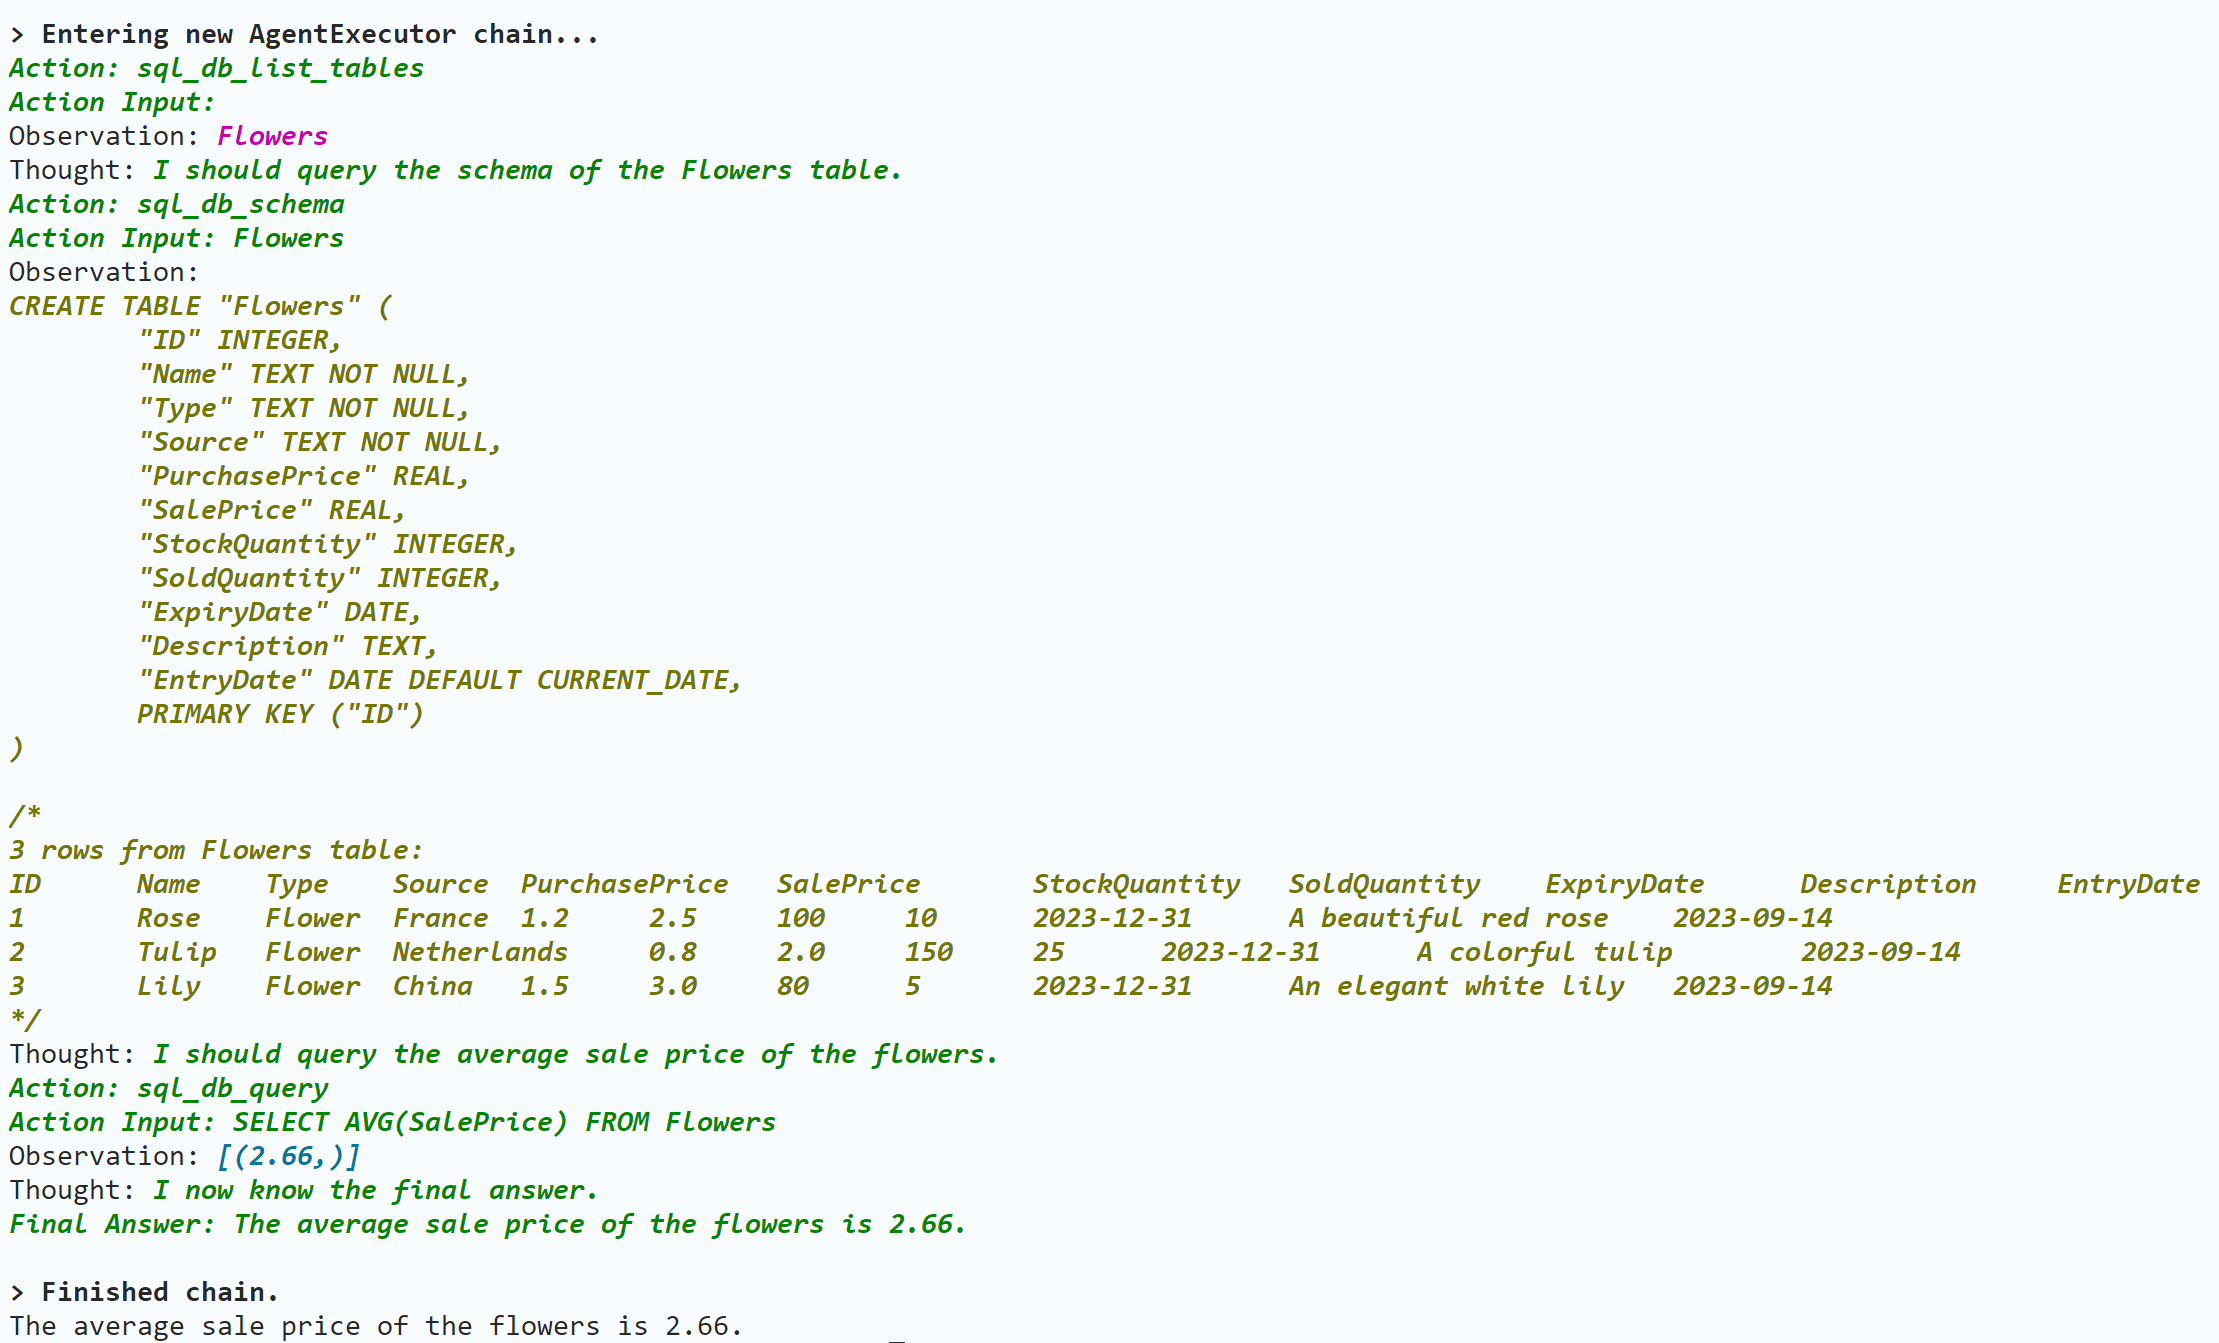 > Entering new AgentExecutor chain...
Action: sql_db_list_tables
Action Input:
Observation: Flowers
Thought: I should query the schema of the Flowers table.
Action: sql_db_schema
Action Input: Flowers
Observation:
CREATE TABLE "Flowers" (
        "ID" INTEGER,
        "Name" TEXT NOT NULL,
        "Type" TEXT NOT NULL,
        "Source" TEXT NOT NULL,
        "PurchasePrice" REAL,
        "SalePrice" REAL,
        "StockQuantity" INTEGER,
        "SoldQuantity" INTEGER,
        "ExpiryDate" DATE,
        "Description" TEXT,
        "EntryDate" DATE DEFAULT CURRENT_DATE,
        PRIMARY KEY ("ID")
)
/*
3 rows from Flowers table:
ID      Name    Type    Source  PurchasePrice   SalePrice       StockQuantity   SoldQuantity    ExpiryDate      Description     EntryDate
1       Rose    Flower  France  1.2     2.5     100     10      2023-12-31      A beautiful red rose    2023-09-14
2       Tulip   Flower  Netherlands     0.8     2.0     150     25      2023-12-31      A colorful tulip        2023-09-14
3       Lily    Flower  China   1.5     3.0     80      5       2023-12-31      An elegant white lily   2023-09-14
*/
Thought: I should query the average sale price of the flowers.
Action: sql_db_query
Action Input: SELECT AVG(SalePrice) FROM Flowers
Observation: [(2.66,)]
Thought: I now know the final answer.
Final Answer: The average sale price of the flowers is 2.66.
> Finished chain.
The average sale price of the flowers is 2.66.